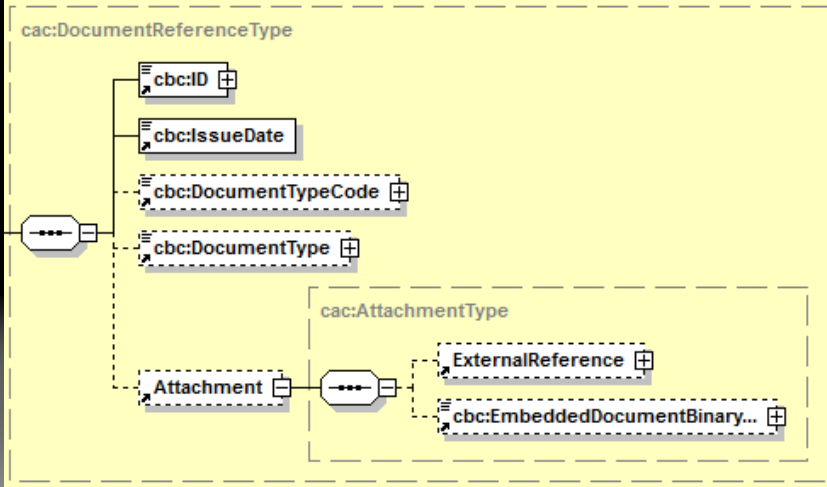 cac:DocumentReferenceType
cbc:ID
cbc:IssueDate
cbc:DocumentTypeCode
cbc:DocumentType
cac:AttachmentType
ExternalReference
Attachment
cbc:EmbeddedDocumentBinary...